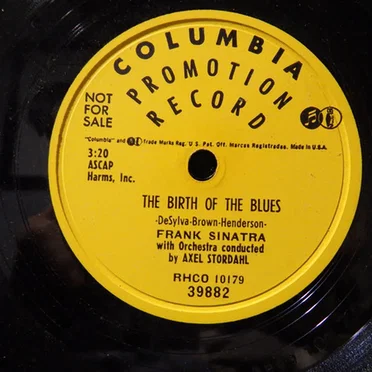 COLUMBIA
PROMOTION
RECORD
NOT
FOR
SALE
"Columbia" and Trade Marks Reg. U. S. Pat. Off. Marcas Registradas. Made in U.S.A.
3:20
ASCAP
Harms, Inc.
THE BIRTH OF THE BLUES
-DeSylva-Brown-Henderson-
FRANK SINATRA
with Orchestra conducted
by AXEL STORDAHL
RHCO 10179
39882